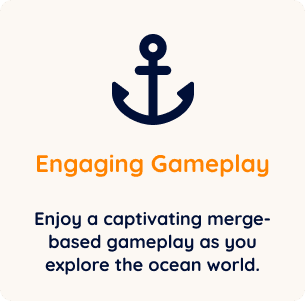 Engaging Gameplay
Enjoy a captivating merge-
based gameplay as you
explore the ocean world.